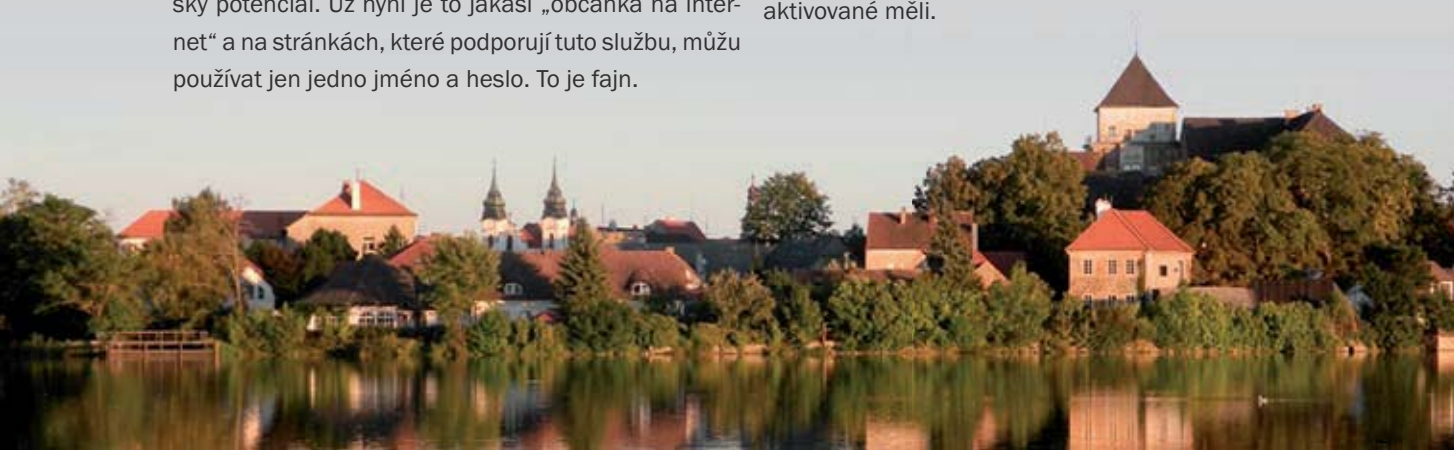 ský potenciál. Už nyní je to jakási „občanka na inter-
net“ a na stránkách, které podporují tuto službu, můžu
používat jen jedno jméno a heslo. To je fajn.
aktivované měli.